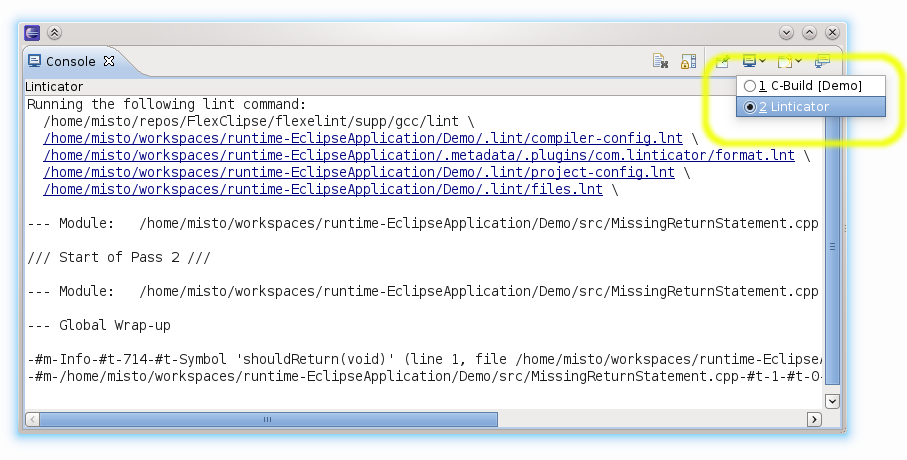 Console
1 C-Build [Demo]
2 Linticator
Linticator
Running the following lint command:
/home/misto/repos/FlexClipse/flexelint/supp/gcc/lint \
/home/misto/workspaces/runtime-EclipseApplication/Demo/.lint/compiler-config.lnt \
/home/misto/workspaces/runtime-EclipseApplication/.metadata/.plugins/com.linticator/format.lnt \
/home/misto/workspaces/runtime-EclipseApplication/Demo/.lint/project-config.lnt \
/home/misto/workspaces/runtime-EclipseApplication/Demo/.lint/files.lnt \
--- Module: /home/misto/workspaces/runtime-EclipseApplication/Demo/src/MissingReturnStatement.cpp
/// Start of Pass 2 ///
--- Module: /home/misto/workspaces/runtime-EclipseApplication/Demo/src/MissingReturnStatement.cpp
--- Global Wrap-up
-#m-Info-#t-714-#t-Symbol 'shouldReturn(void)' (line 1, file /home/misto/workspaces/runtime-Eclipse/
-#m-/home/misto/workspaces/runtime-EclipseApplication/Demo/src/MissingReturnStatement.cpp-#t-1-#t-0-